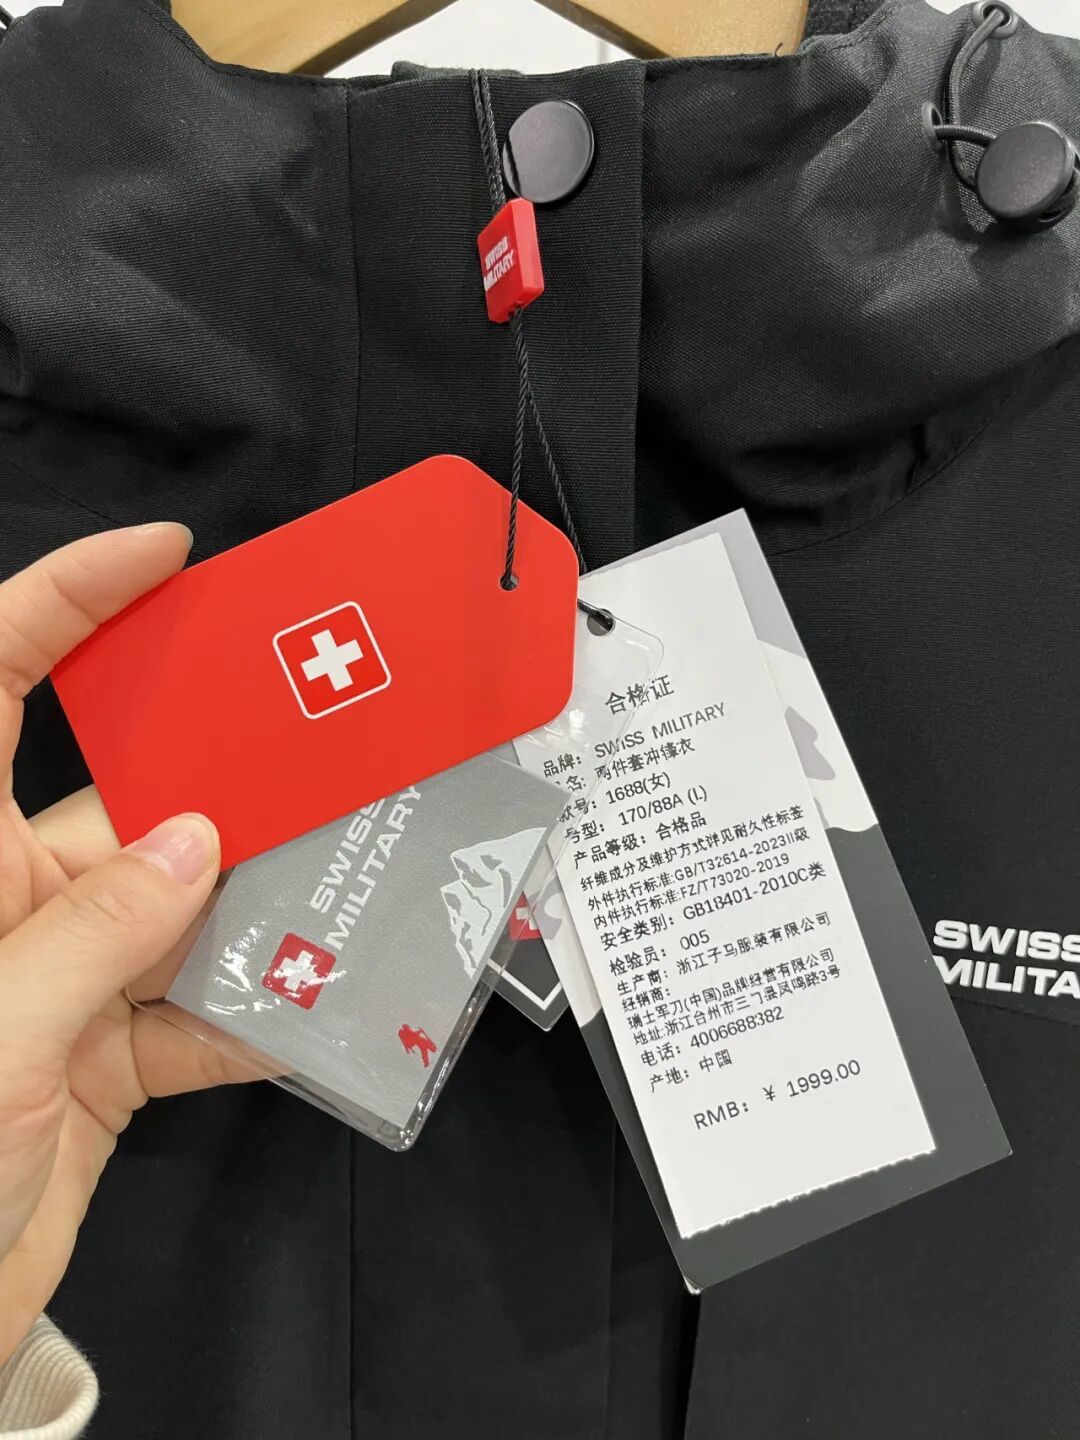 SWISS
MILITARY
合格证
品牌: SWISS MILITARY
名: 两件套冲锋衣
款号: 1688(女)
号型: 170/88A (L)
产品等级: 合格品
纤维成分及维护方式详见耐久性标签
外件执行标准:GB/T32614-2023II级
内件执行标准:FZ/T73020-2019
安全类别: GB18401-2010C类
检验员: 005
生产商: 浙江子马服装有限公司
经销商:
瑞士军刀(中国)品牌经营有限公司
地址:浙江台州市三门县凤鸣路3号
电话: 4006688382
产地: 中国
RMB: ¥ 1999.00
SWISS
MILITARY
SWISS
MILITA